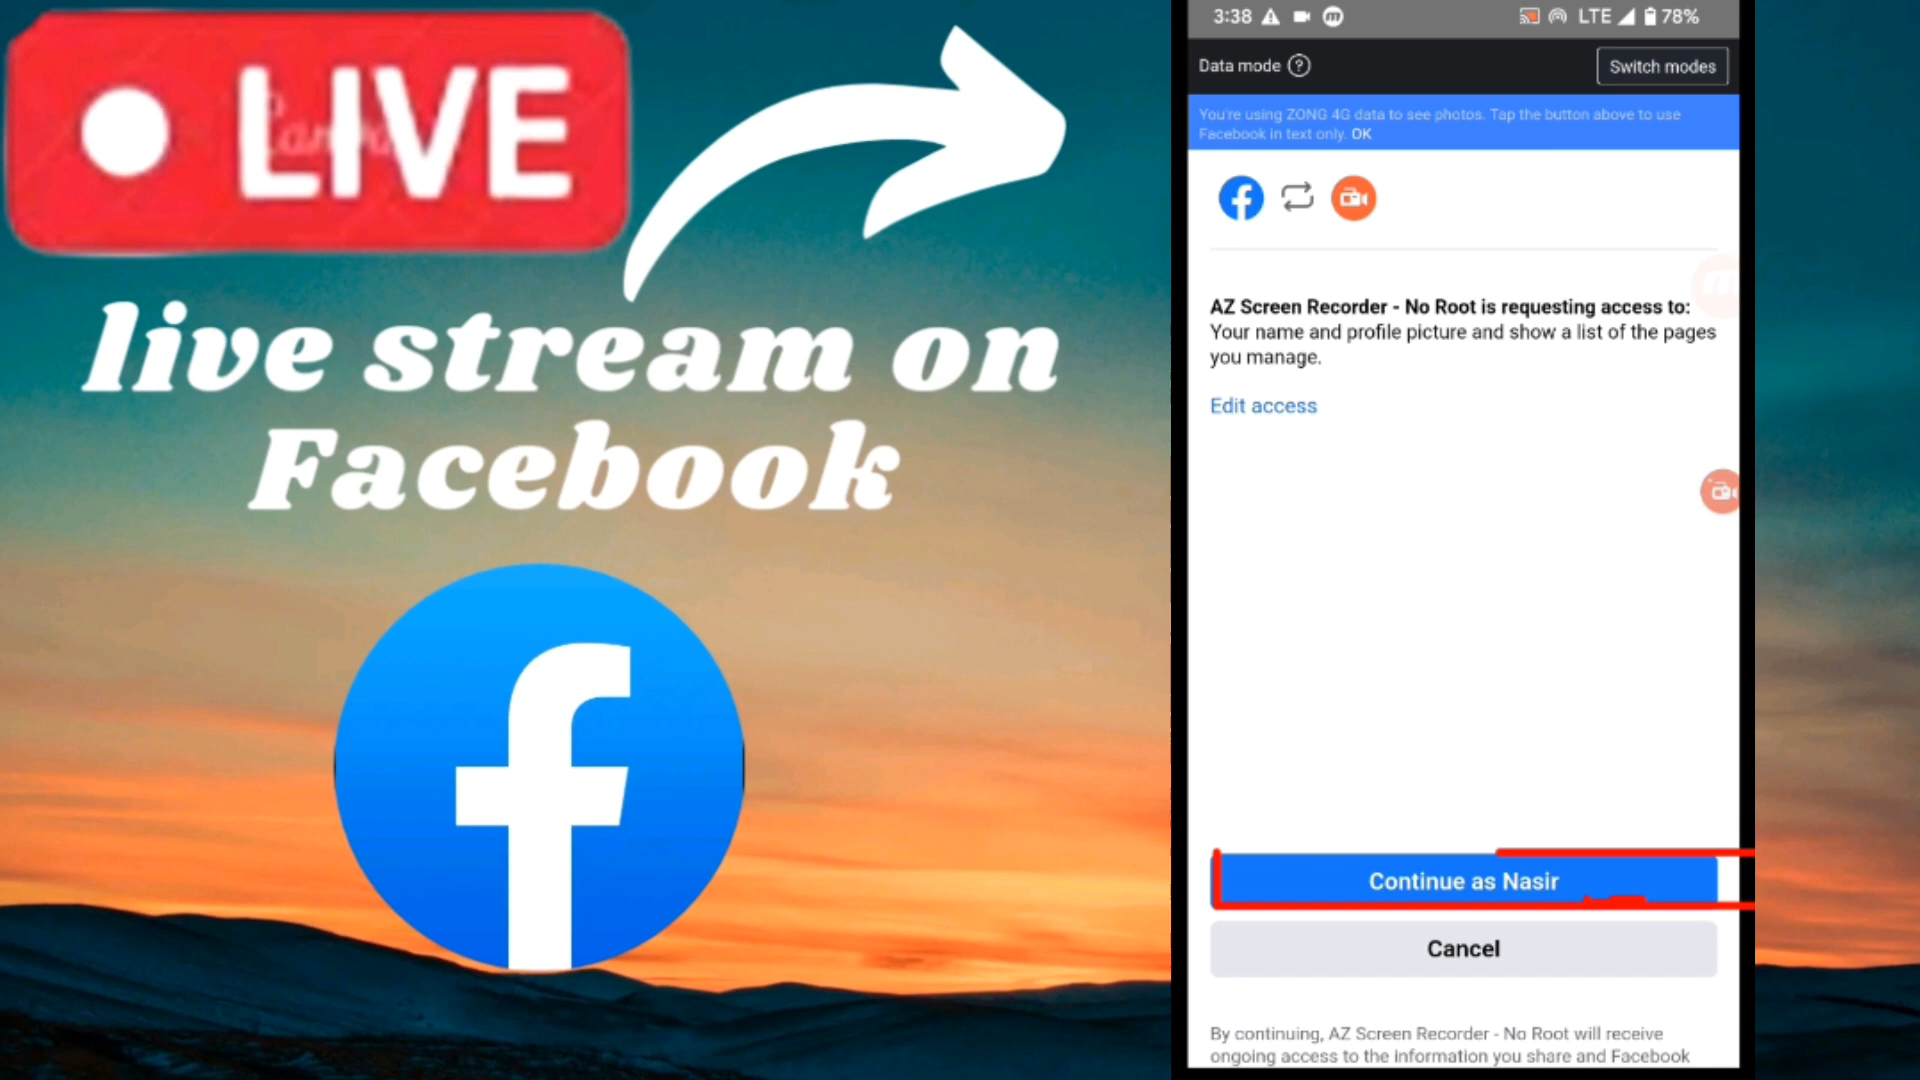 LIVE
live stream on
Facebook
3:38
LTE 78%
Data mode
Switch modes
You're using ZONG 4G data to see photos. Tap the button above to use
Facebook in text only. OK
AZ Screen Recorder - No Root is requesting access to:
Your name and profile picture and show a list of the pages
you manage.
Edit access
Continue as Nasir
Cancel
By continuing, AZ Screen Recorder - No Root will receive
ongoing access to the information you share and Facebook